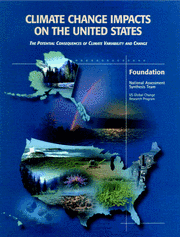 CLIMATE CHANGE IMPACTS
ON THE UNITED STATES
THE POTENTIAL CONSEQUENCES OF CLIMATE VARIABILITY AND CHANGE
Foundation
National Assessment
Synthesis Team
US Global Change
Research Program